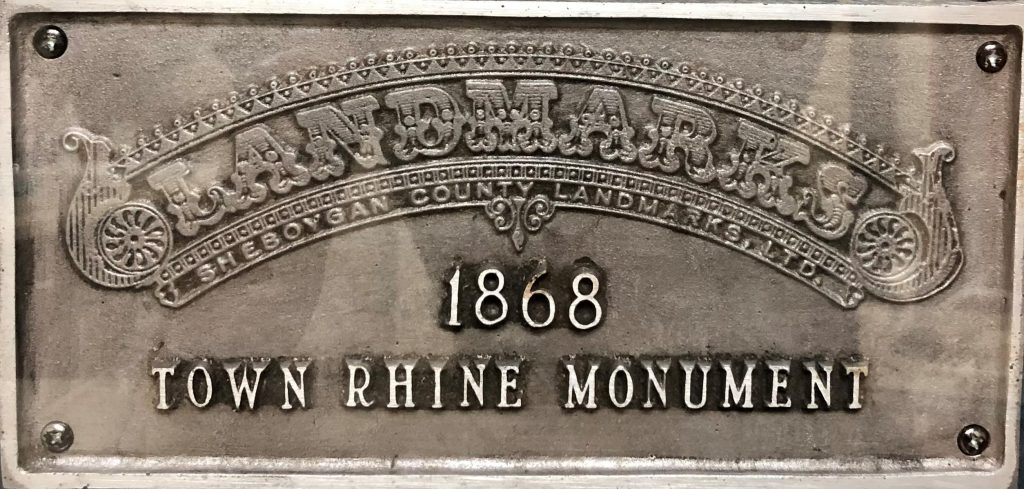 LANDMARKS
SHEBOYGAN COUNTY LANDMARKS, LTD.
1868
TOWN RHINE MONUMENT